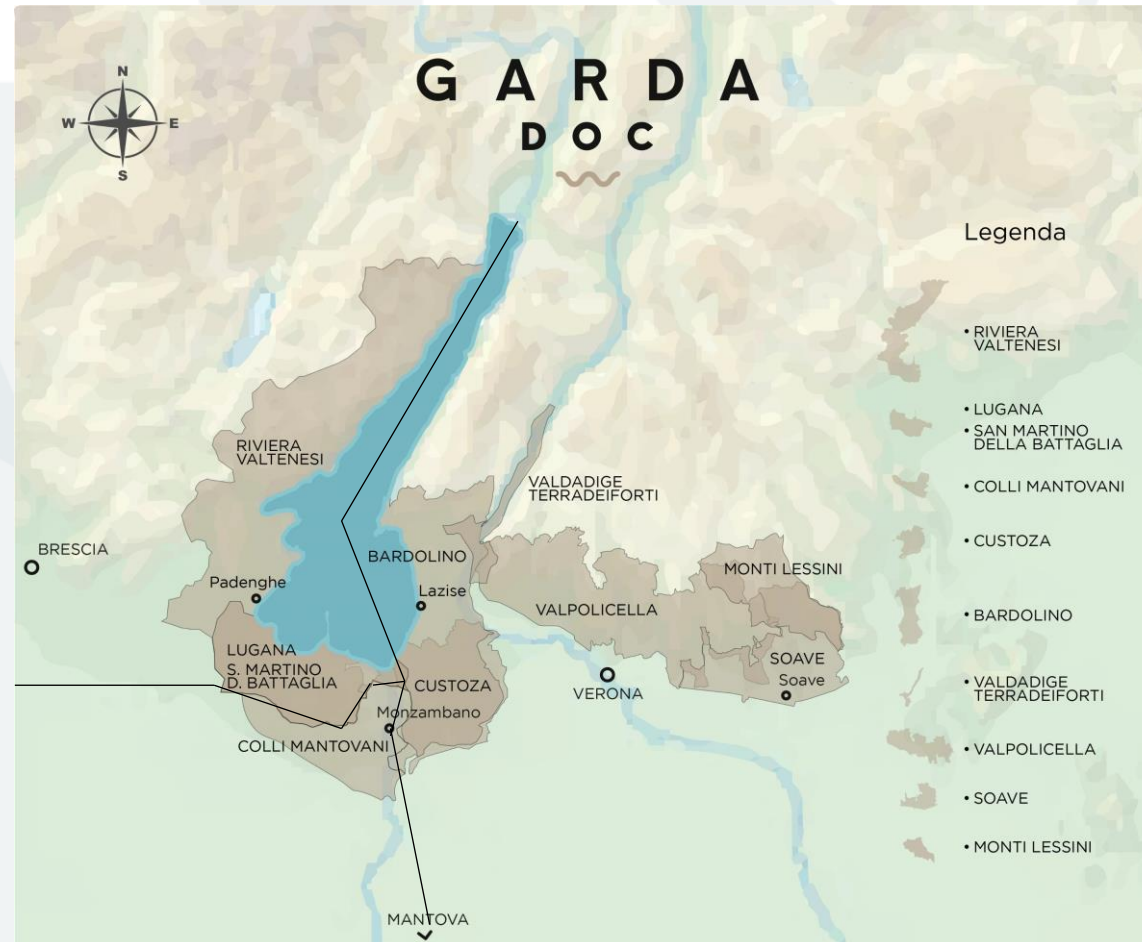 GARDA
DOC
N
W
E
S
Legenda
• RIVIERA
VALTENESI
• LUGANA
• SAN MARTINO
DELLA BATTAGLIA
• COLLI MANTOVANI
• CUSTOZA
• BARDOLINO
• VALDADIGE
TERRADEIFORTI
• VALPOLICELLA
• SOAVE
• MONTI LESSINI
RIVIERA
VALTENESI
VALDADIGE
TERRADEIFORTI
BRESCIA
BARDOLINO
Padenghe
Lazise
MONTI LESSINI
VALPOLICELLA
LUGANA
S. MARTINO
D. BATTAGLIA
CUSTOZA
SOAVE
Soave
VERONA
Monzambano
COLLI MANTOVANI
MANTOVA